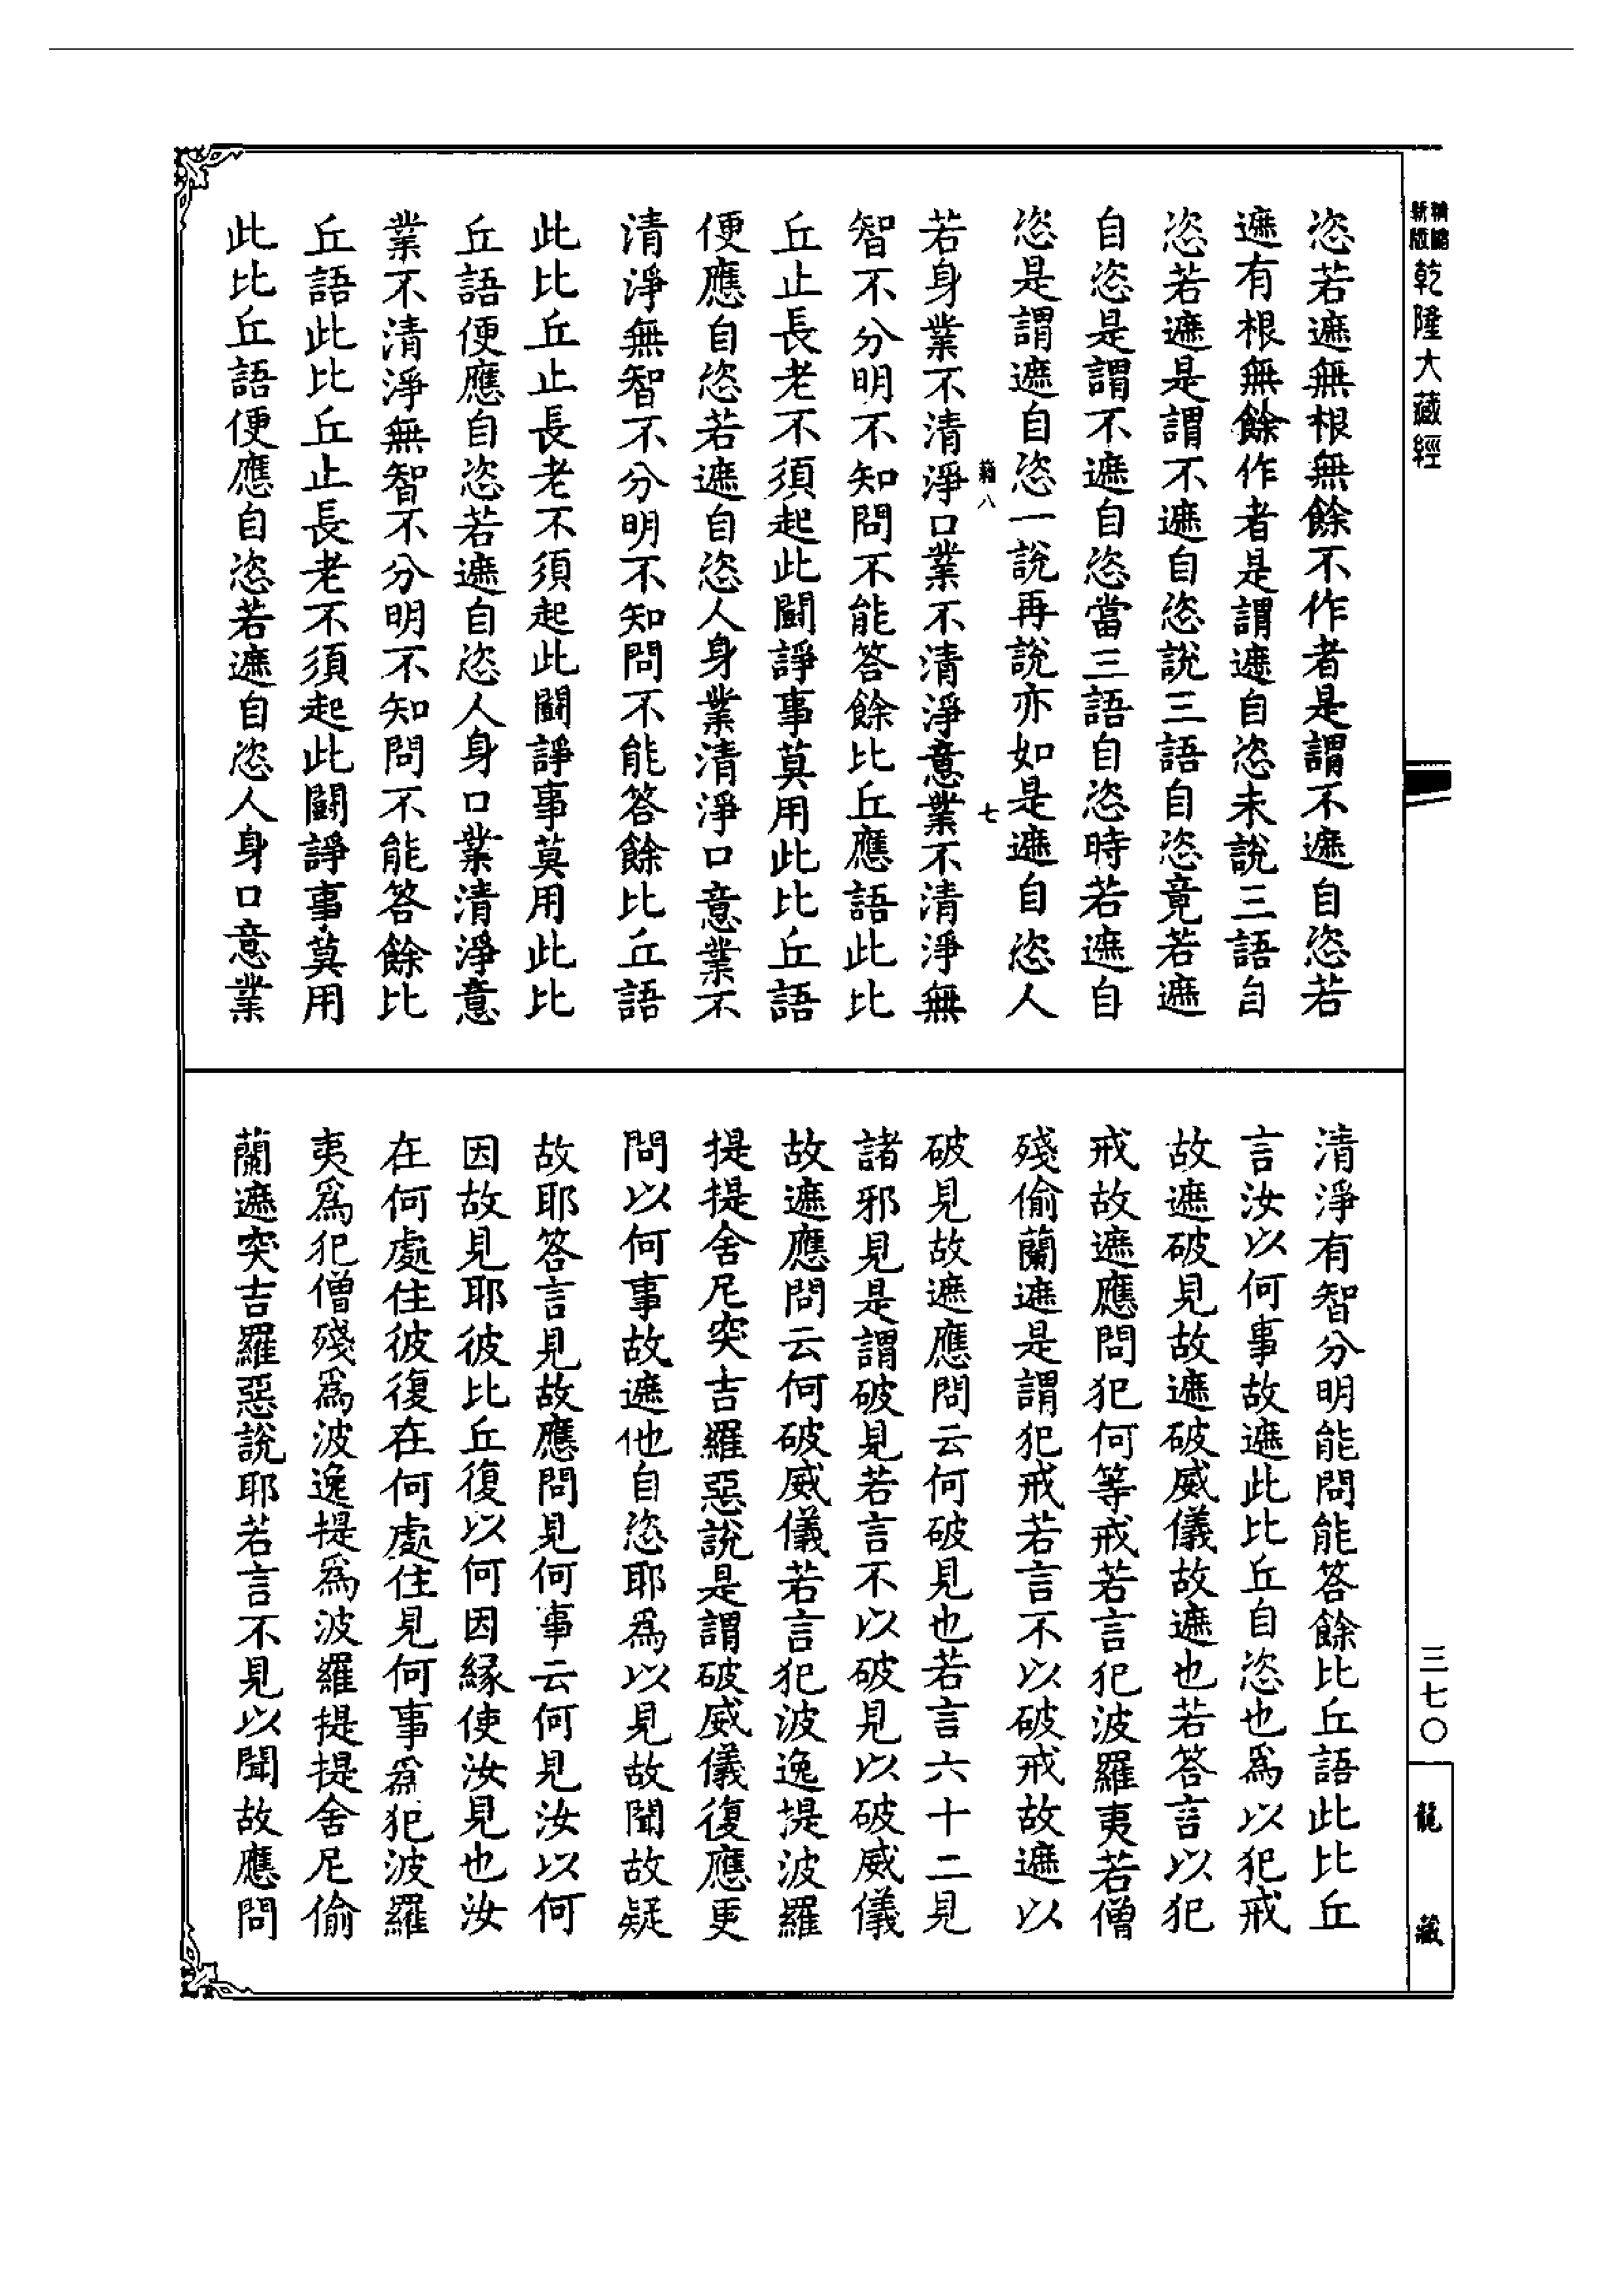 精闢新版乾隆大藏經
恣若遮無根無餘不作者是謂不遮自恣若
遮有根無餘作者是謂遮自恣未說三語自
恣若遮是謂不遮自恣說三語自恣竟若遮
自恣是謂不遮自恣當三語自恣時若遮自
恣是謂遮自恣一說再說亦如是遮自恣人
八
七
若身業不清淨口業不清淨意業不清淨無
智不分明不知問不能答餘比丘應語此比
丘止長老不須起此鬪諍事莫用此比丘語
便應自恣若遮自恣人身業清淨口意業不
清淨無智不分明不知問不能答餘比丘語
此比丘止長老不須起此鬪諍事莫用此比
丘語便應自恣若遮自恣人身口業清淨意
業不清淨無智不分明不知問不能答餘比
丘語此比丘止長老不須起此鬪諍事莫用
此比丘語便應自恣若遮自恣人身口意業
清淨有智分明能問能答餘比丘語此比丘
言汝以何事故遮此比丘自恣也爲以犯戒
故遮破見故遮破威儀故遮也若答言以犯
戒故遮應問犯何等戒若言犯波羅夷若僧
殘偷蘭遮是謂犯戒若言不以破戒故遮以
破見故遮應問云何破見也若言六十二見
諸邪見是謂破見若言不以破見以破威儀
故遮應問云何破威儀若言犯波逸提波羅
提提舍尼突吉羅惡說是謂破威儀復應更
問以何事故遮他自恣耶爲以見故聞故疑
故耶答言見故應問見何事云何見汝以何
因故見耶彼比丘復以何因緣使汝見也汝
在何處住彼復在何處住見何事爲犯波羅
夷爲犯僧殘爲波逸提爲波羅提提舍尼偷
蘭遮突吉羅惡說耶若言不見以聞故應問
三七〇
龍藏